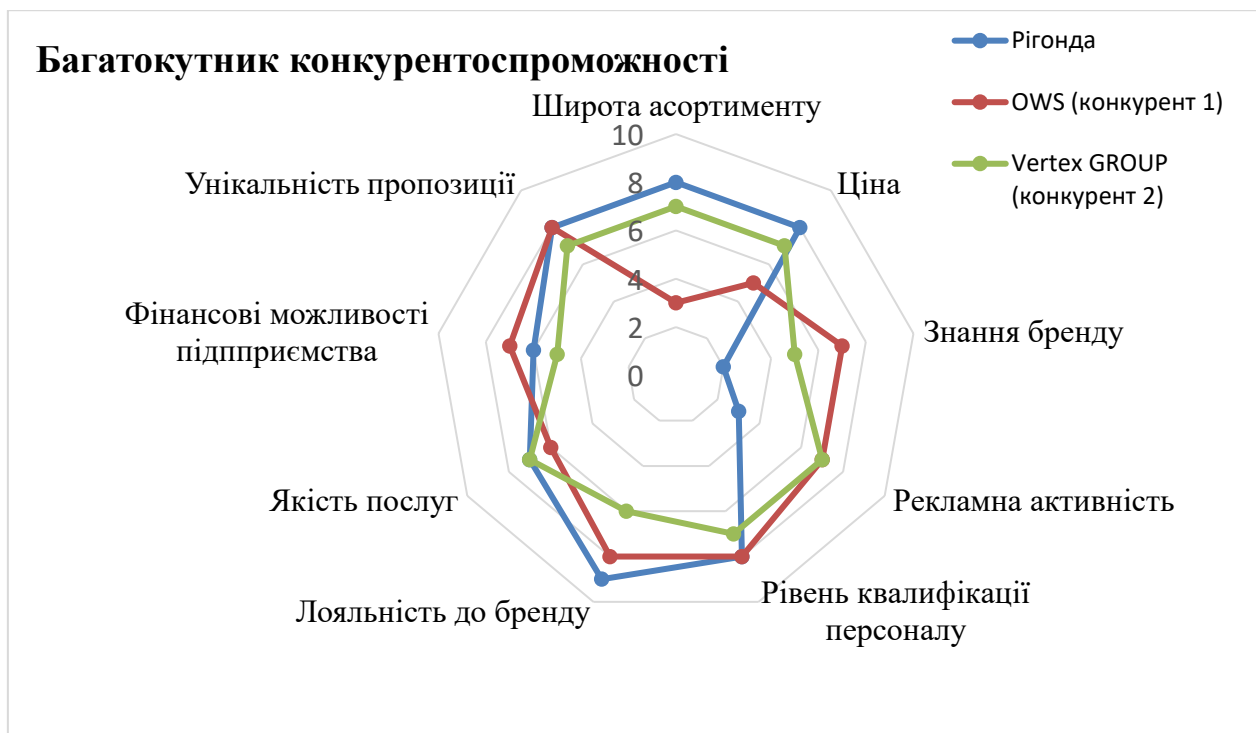 Багатокутник конкурентоспроможності
Рігонда
OWS (конкурент 1)
Vertex GROUP
(конкурент 2)
Широта асортименту
Ціна
Знання бренду
Рекламна активність
Рівень квалифікації
персоналу
Лояльність до бренду
Якість послуг
Фінансові можливості
підпприємства
Унікальність пропозиції
10
8
6
4
2
0